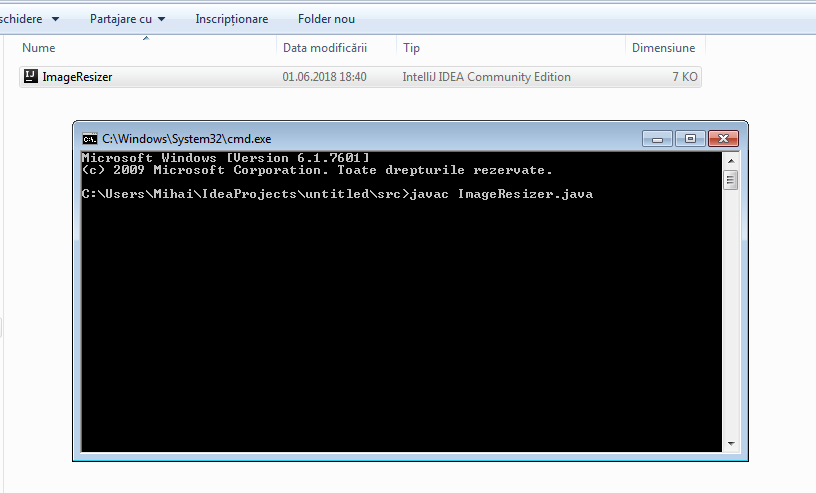 schidere Partajare cu Inscripționare Folder nou
Nume Data modificării Tip Dimensiune
ImageResizer 01.06.2018 18:40 IntelliJ IDEA Community Edition 7 KO
C:\Windows\System32\cmd.exe
Microsoft Windows [Version 6.1.7601]
(c) 2009 Microsoft Corporation. Toate drepturile rezervate.
C:\Users\Mihai\IdeaProjects\untitled\src>javac ImageResizer.java